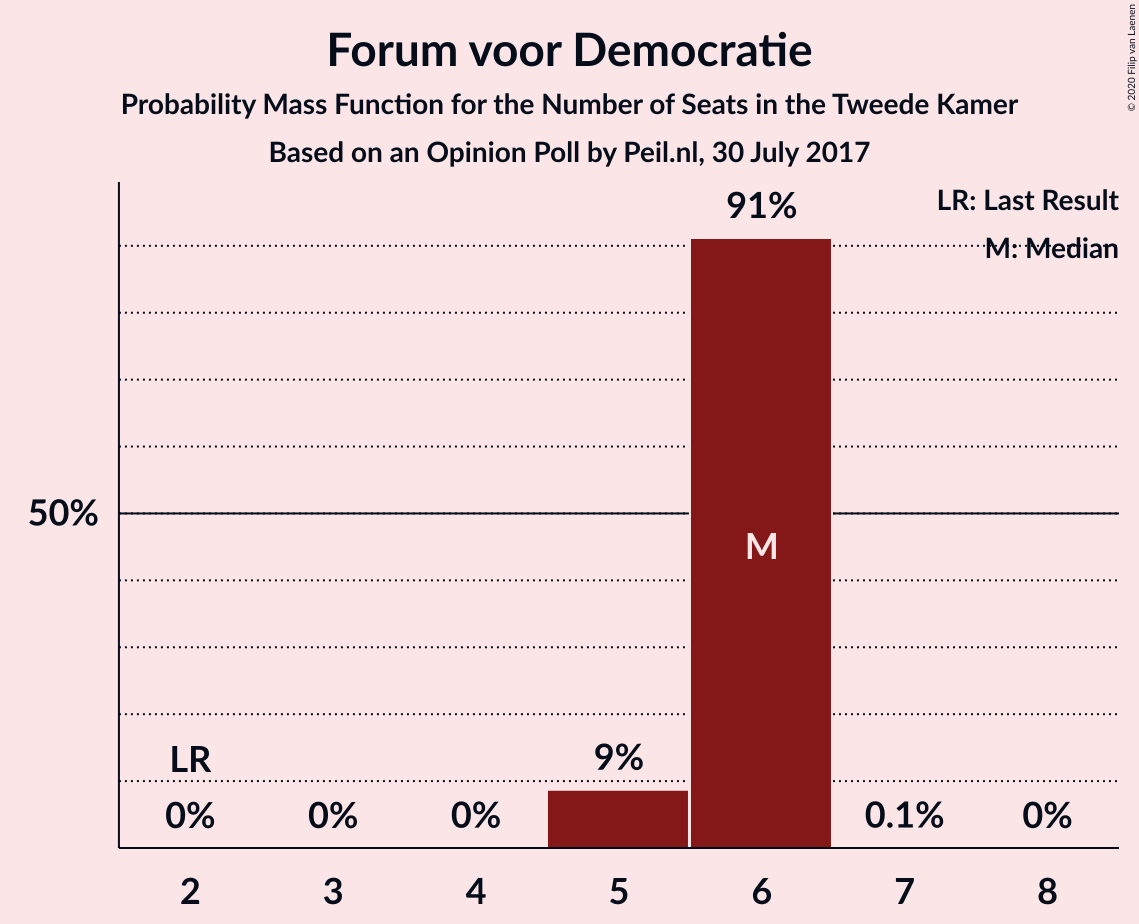 Forum voor Democratie
Probability Mass Function for the Number of Seats in the Tweede Kamer
Based on an Opinion Poll by Peil.nl, 30 July 2017
© 2020 Filip van Laenen
LR: Last Result
M: Median
91%
50%
M
LR
9%
0% 0% 0% 0.1% 0%
2 3 4 5 6 7 8